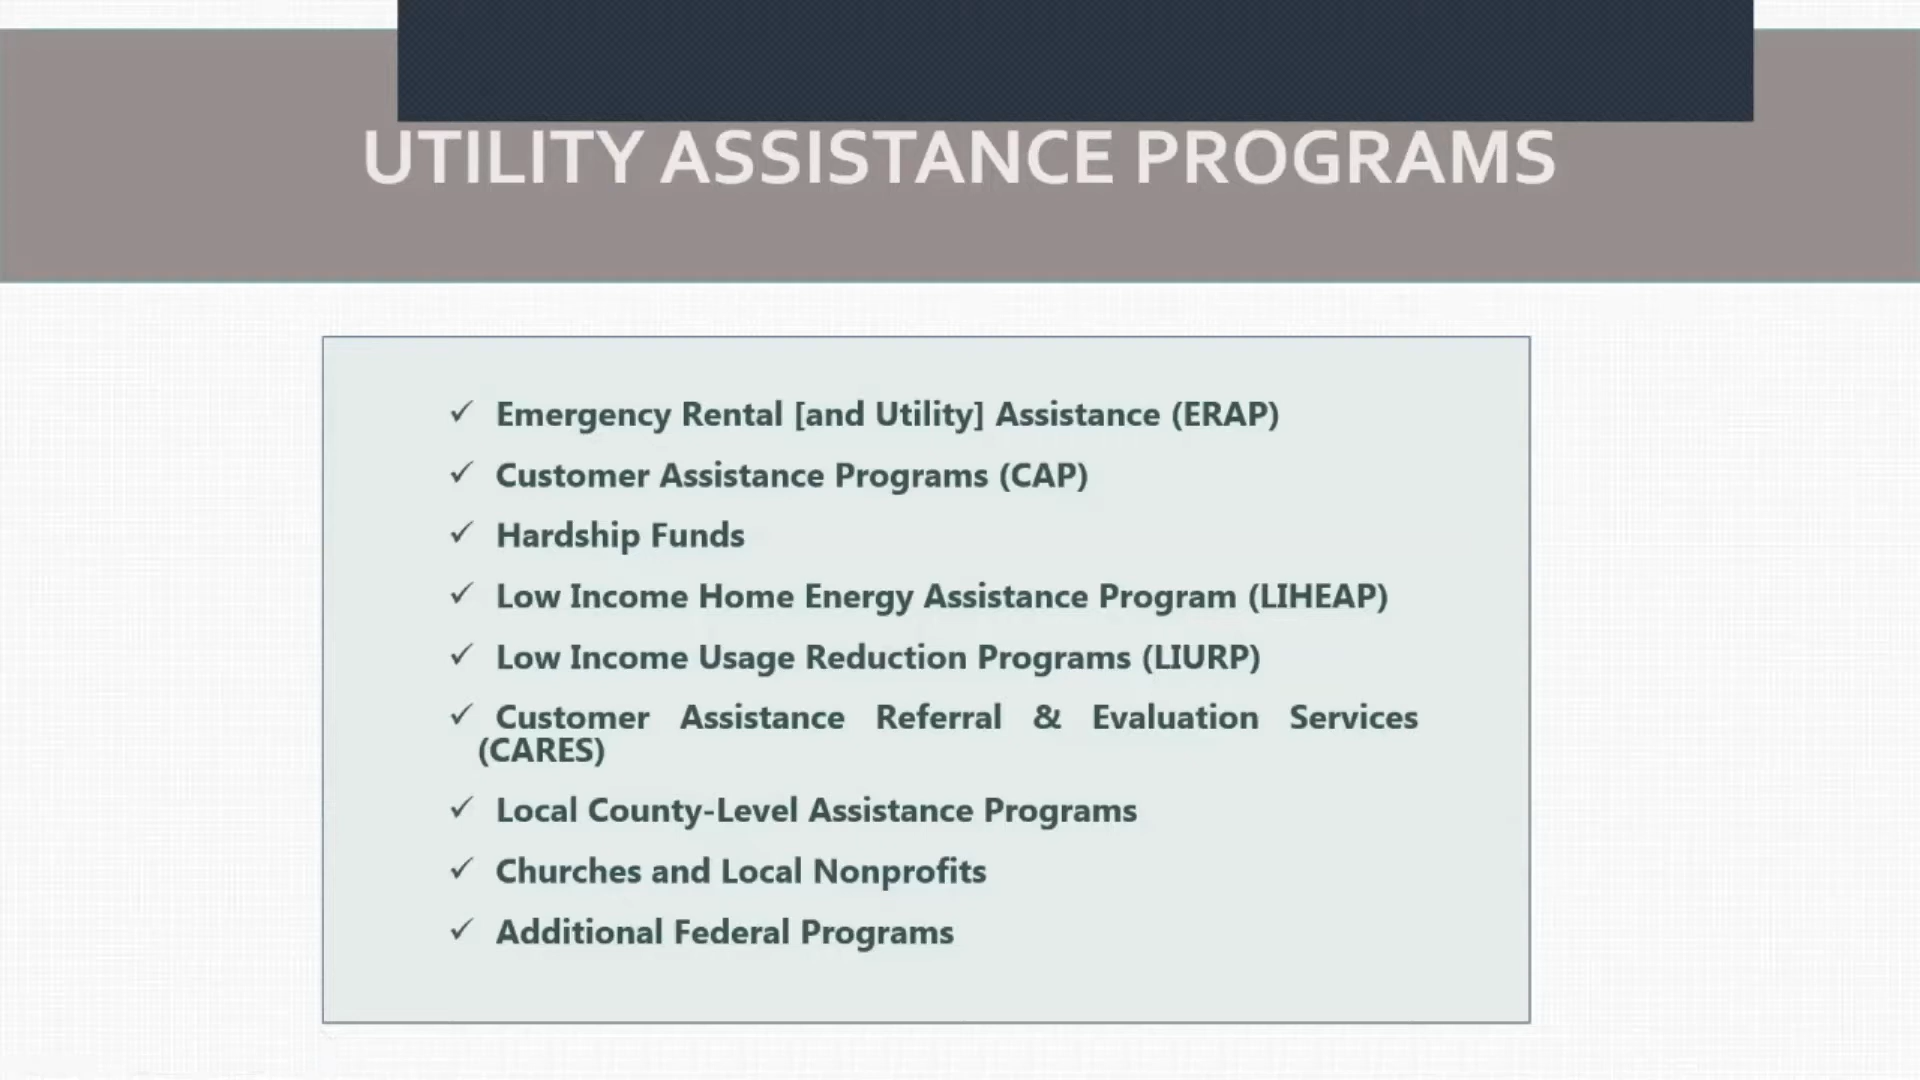 UTILITY ASSISTANCE PROGRAMS
✓ Emergency Rental [and Utility] Assistance (ERAP)
✓ Customer Assistance Programs (CAP)
✓ Hardship Funds
✓ Low Income Home Energy Assistance Program (LIHEAP)
✓ Low Income Usage Reduction Programs (LIURP)
✓ Customer Assistance Referral & Evaluation Services
(CARES)
✓ Local County-Level Assistance Programs
✓ Churches and Local Nonprofits
✓ Additional Federal Programs